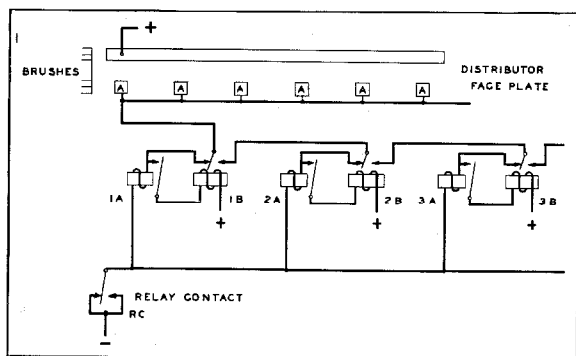 +
BRUSHES
A A A A A A
DISTRIBUTOR
FACE PLATE
1A 1B 2A 2B 3A 3B
+ + +
RELAY CONTACT
RC
−